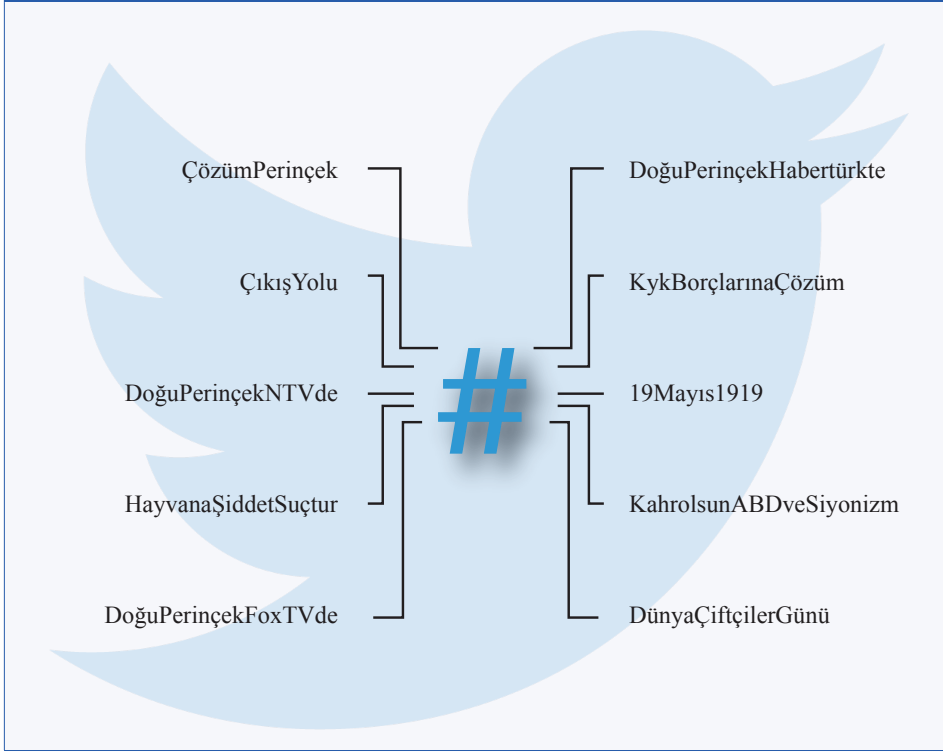 ÇözümPerinçek
DoğuPerinçekHabertürkte
ÇıkışYolu
KykBorçlarınaÇözüm
#
DoğuPerinçekNTVde
19Mayıs1919
HayvanaŞiddetSuçtur
KahrolsunABDveSiyonizm
DoğuPerinçekFoxTVde
DünyaÇiftçilerGünü